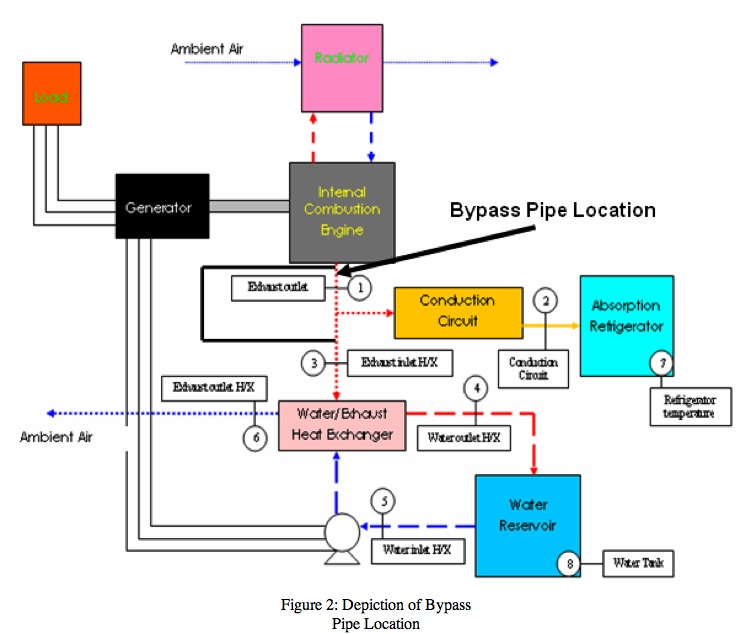 Ambient Air
Radiator
Load
Generator
Internal
Combustion
Engine
Bypass Pipe Location
Exhaust outlet
1
Conduction
Circuit
2
Absorption
Refrigerator
3
Exhaust inlet H/X
Conduction
Circuit
7
Refrigerator
temperature
Exhaust outlet H/X
4
Ambient Air
6
Water/Exhaust
Heat Exchanger
Water outlet H/X
5
Water inlet H/X
Water
Reservoir
8
Water Tank
Figure 2: Depiction of Bypass
Pipe Location